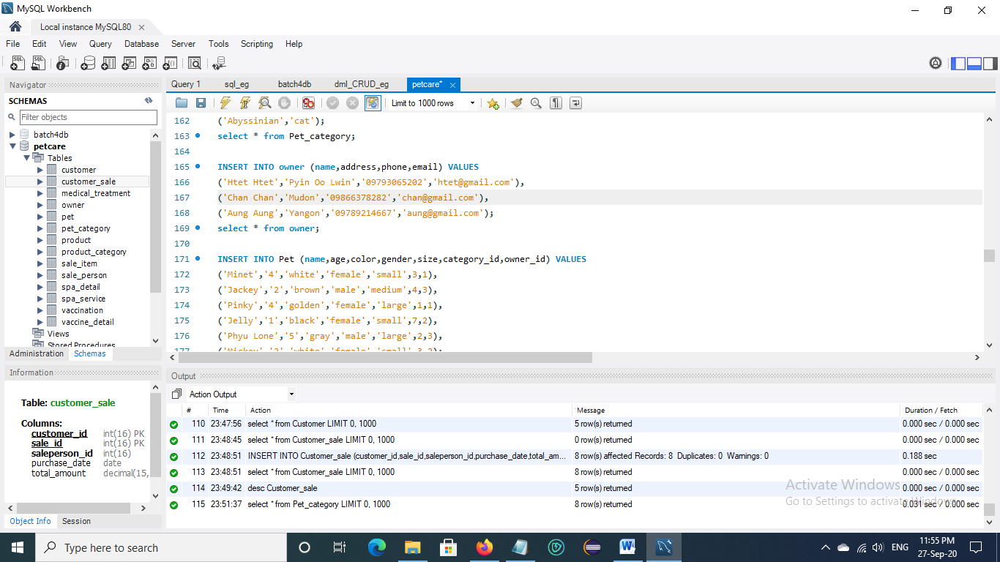 MySQL Workbench
Local instance MySQL80
File Edit View Query Database Server Tools Scripting Help
Navigator
SCHEMAS
Filter objects
batch4db
petcare
Tables
customer
customer_sale
medical_treatment
owner
pet
pet_category
product
product_category
sale_item
sale_person
spa_detail
spa_service
vaccination
vaccine_detail
Views
Stored Procedures
Administration Schemas
Information
Table: customer_sale
Columns:
customer_id int(16) PK
sale_id int(16) PK
saleperson_id int(16)
purchase_date date
total_amount decimal(15,
Object Info Session
Query 1 sql_eg batch4db dml_CRUD_eg petcare*
Limit to 1000 rows
162 ('Abyssinian','cat');
163 select * from Pet_category;
164
165 INSERT INTO owner (name,address,phone,email) VALUES
166 ('Htet Htet','Pyin Oo Lwin','09793065202','htet@gmail.com'),
167 ('Chan Chan','Mudon','09866378282','chan@gmail.com'),
168 ('Aung Aung','Yangon','09789214667','aung@gmail.com');
169 select * from owner;
170
171 INSERT INTO Pet (name,age,color,gender,size,category_id,owner_id) VALUES
172 ('Minet','4','white','female','small',3,1),
173 ('Jackey','2','brown','male','medium',4,3),
174 ('Pinky','4','golden','female','large',1,1),
175 ('Jelly','1','black','female','small',7,2),
176 ('Phyu Lone','5','gray','male','large',2,3),
177 ('Mickey','2','white','female','small',3,2);
Output
Action Output
# Time Action Message Duration / Fetch
110 23:47:56 select * from Customer LIMIT 0, 1000 5 row(s) returned 0.000 sec / 0.000 sec
111 23:48:45 select * from Customer_sale LIMIT 0, 1000 0 row(s) returned 0.000 sec / 0.000 sec
112 23:48:51 INSERT INTO Customer_sale (customer_id,sale_id,saleperson_id,purchase_date,total_am... 8 row(s) affected Records: 8 Duplicates: 0 Warnings: 0 0.188 sec
113 23:48:51 select * from Customer_sale LIMIT 0, 1000 8 row(s) returned 0.000 sec / 0.000 sec
114 23:49:42 desc Customer_sale 5 row(s) returned 0.000 sec / 0.000 sec
115 23:51:37 select * from Pet_category LIMIT 0, 1000 8 row(s) returned 0.031 sec / 0.000 sec
Activate Windows
Go to Settings to activate Windows.
Type here to search
ENG
11:55 PM
27-Sep-20